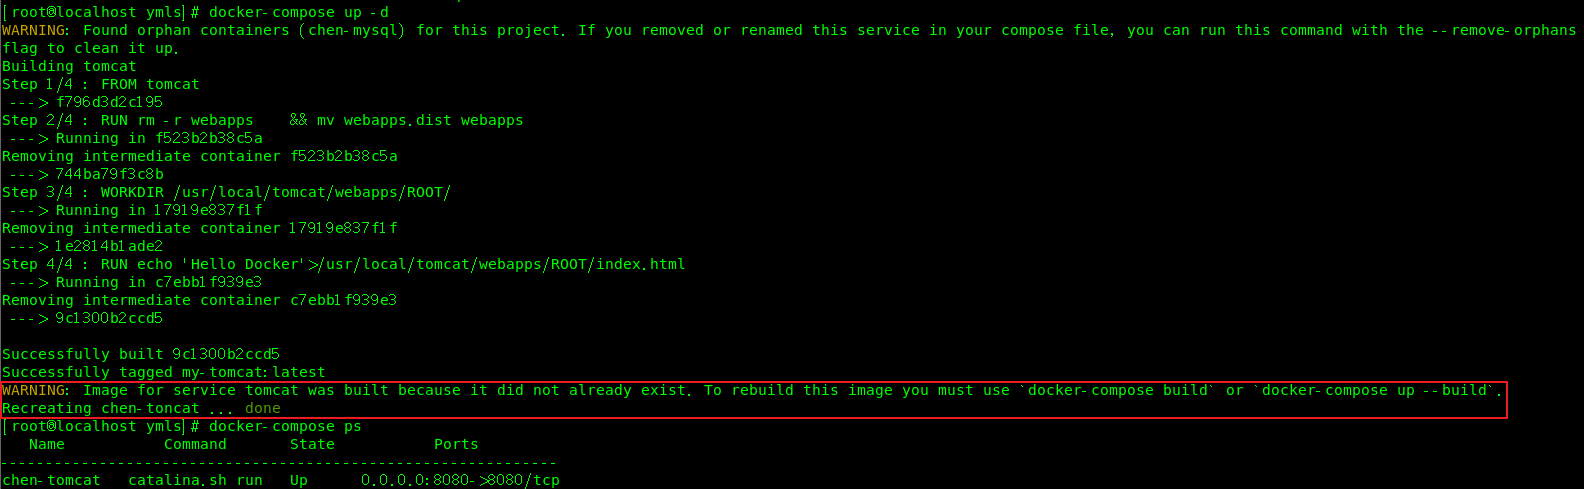 [root@localhost ymls]# docker-compose up -d
WARNING: Found orphan containers (chen-mysql) for this project. If you removed or renamed this service in your compose file, you can run this command with the --remove-orphans
flag to clean it up.
Building tomcat
Step 1/4 : FROM tomcat
 ---> f796d3d2c195
Step 2/4 : RUN rm -r webapps    && mv webapps.dist webapps
 ---> Running in f523b2b38c5a
Removing intermediate container f523b2b38c5a
 ---> 744ba79f3c8b
Step 3/4 : WORKDIR /usr/local/tomcat/webapps/ROOT/
 ---> Running in 17919e837f1f
Removing intermediate container 17919e837f1f
 ---> 1e2814b1ade2
Step 4/4 : RUN echo 'Hello Docker'>/usr/local/tomcat/webapps/ROOT/index.html
 ---> Running in c7ebb1f939e3
Removing intermediate container c7ebb1f939e3
 ---> 9c1300b2ccd5
Successfully built 9c1300b2ccd5
Successfully tagged my-tomcat:latest
WARNING: Image for service tomcat was built because it did not already exist. To rebuild this image you must use `docker-compose build` or `docker-compose up --build`.
Recreating chen-toncat ... done
[root@localhost ymls]# docker-compose ps
   Name           Command       State              Ports
--------------------------------------------------------------
chen-tomcat   catalina.sh run   Up      0.0.0.0:8080->8080/tcp